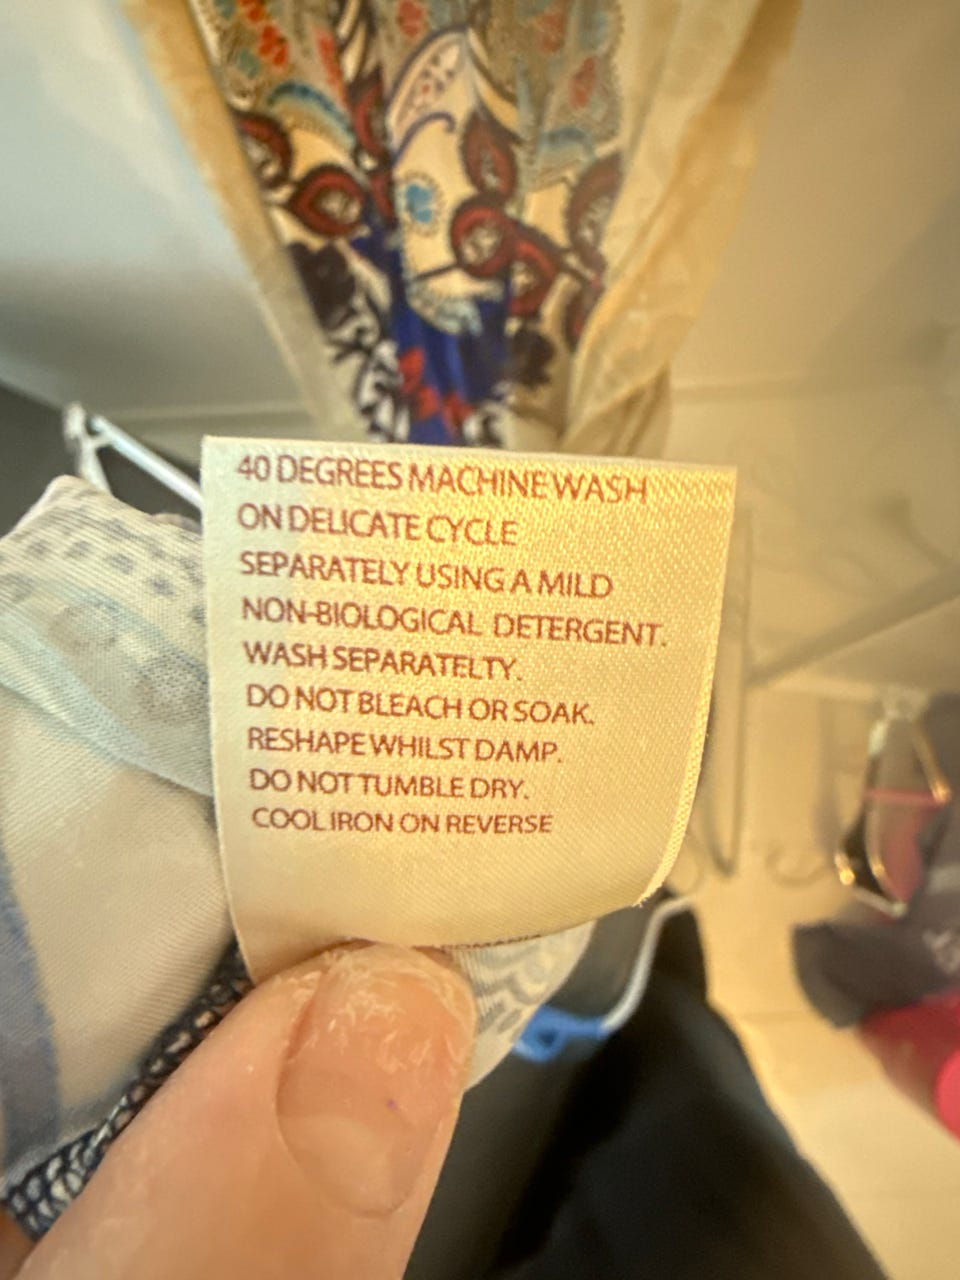 40 DEGREES MACHINE WASH
ON DELICATE CYCLE
SEPARATELY USING A MILD
NON-BIOLOGICAL DETERGENT.
WASH SEPARATELTY.
DO NOT BLEACH OR SOAK.
RESHAPE WHILST DAMP.
DO NOT TUMBLE DRY.
COOL IRON ON REVERSE